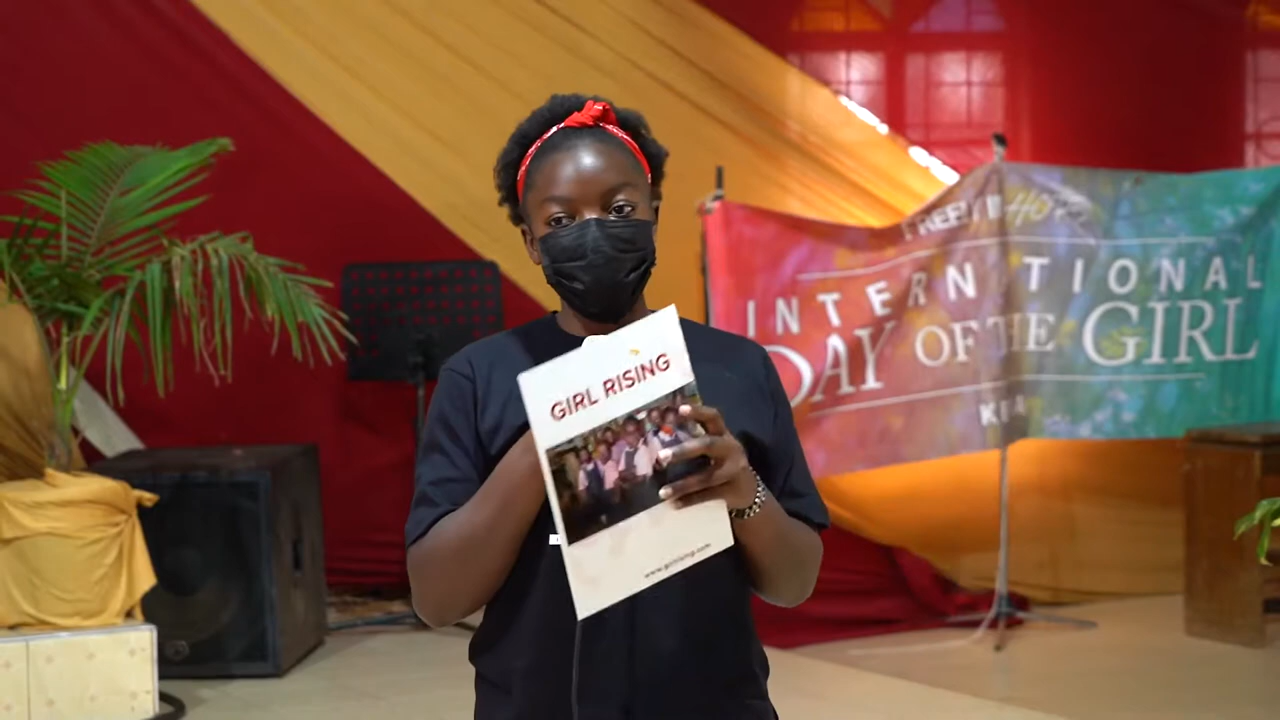 GIRL RISING
www.girlrising.com
INTERNATIONAL
DAY OF THE GIRL